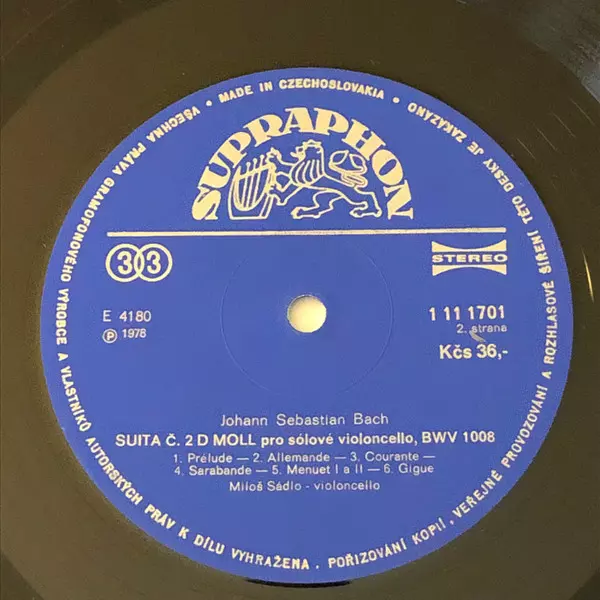 VŠECHNA PRÁVA GRAMOFONOVÉHO VÝROBCE A VLASTNÍKŮ AUTORSKÝCH PRÁV K DÍLU VYHRAŽENA. POŘIZOVÁNÍ KOPIÍ, VEŘEJNÉ PROVOZOVÁNÍ A ROZHLASOVÉ ŠÍŘENÍ TÉTO DESKY JE ZAKÁZÁNO • MADE IN CZECHOSLOVAKIA •
SUPRAPHON
33
STEREO
E 4180
℗ 1978
1 11 1701
2. strana
Kčs 36,-
Johann Sebastian Bach
SUITA Č. 2 D MOLL pro sólové violoncello, BWV 1008
1. Prélude — 2. Allemande — 3. Courante —
4. Sarabande — 5. Menuet I a II — 6. Gigue
Miloš Sádlo - violoncello